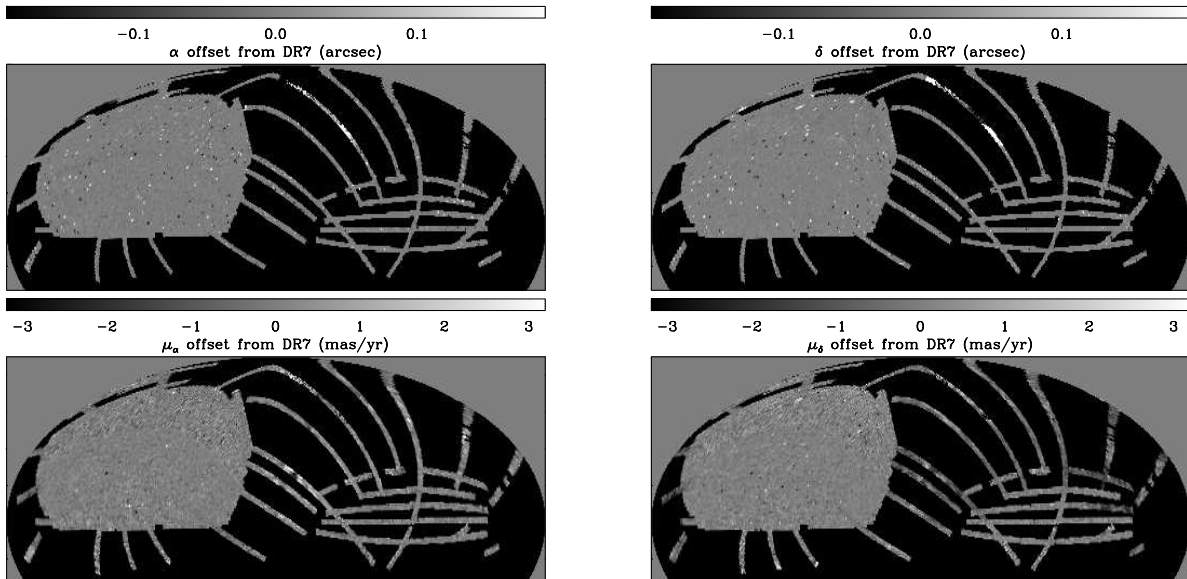 −0.1 0.0 0.1
α offset from DR7 (arcsec)
−0.1 0.0 0.1
δ offset from DR7 (arcsec)
−3 −2 −1 0 1 2 3
μα offset from DR7 (mas/yr)
−3 −2 −1 0 1 2 3
μδ offset from DR7 (mas/yr)